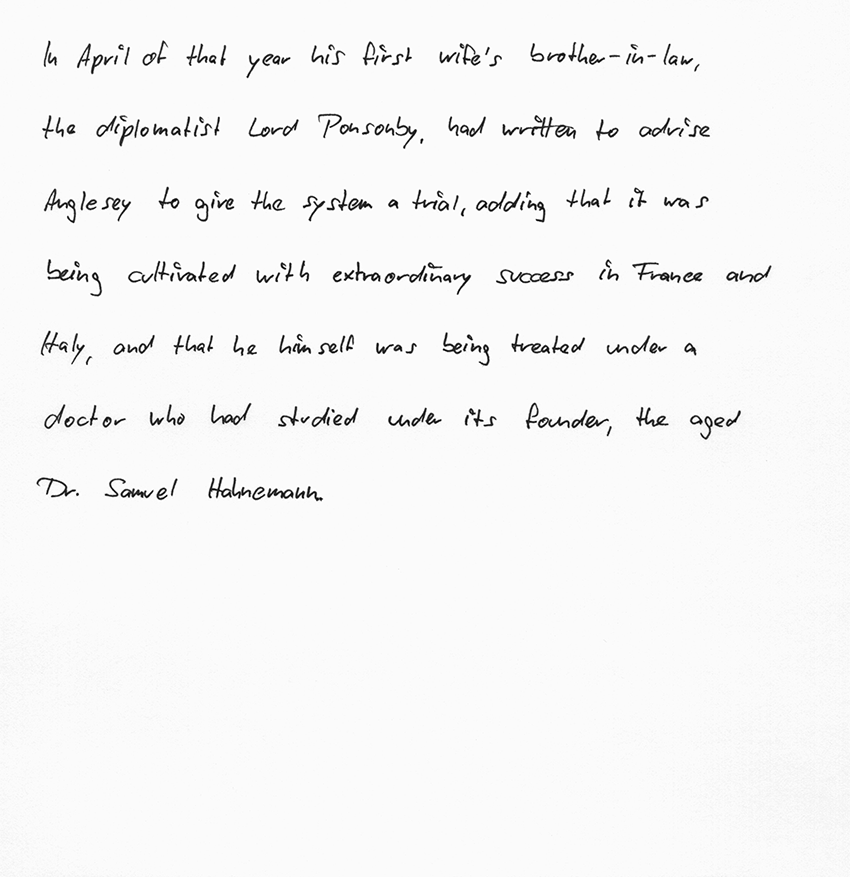 In April of that year his first wife's brother-in-law,
the diplomatist Lord Ponsonby, had written to advise
Anglesey to give the system a trial, adding that it was
being cultivated with extraordinary success in France and
Italy, and that he himself was being treated under a
doctor who had studied under its founder, the aged
Dr. Samuel Hahnemann.